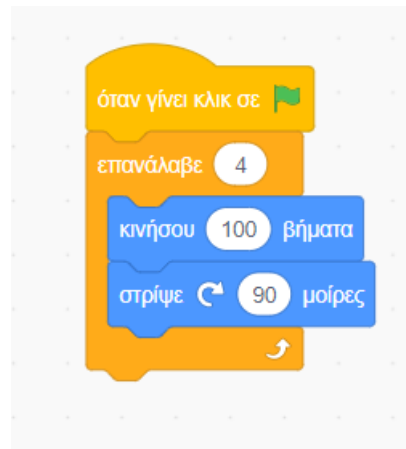 όταν γίνει κλικ σε
επανάλαβε 4
κινήσου 100 βήματα
στρίψε 90 μοίρες